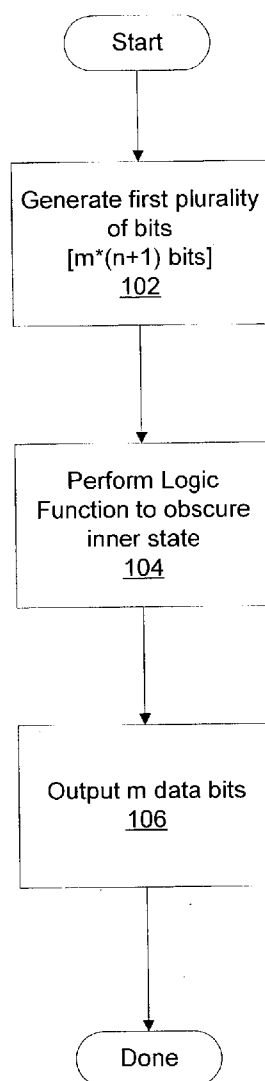 Start
Generate first plurality
of bits
[m*(n+1) bits]
102
Perform Logic
Function to obscure
inner state
104
Output m data bits
106
Done